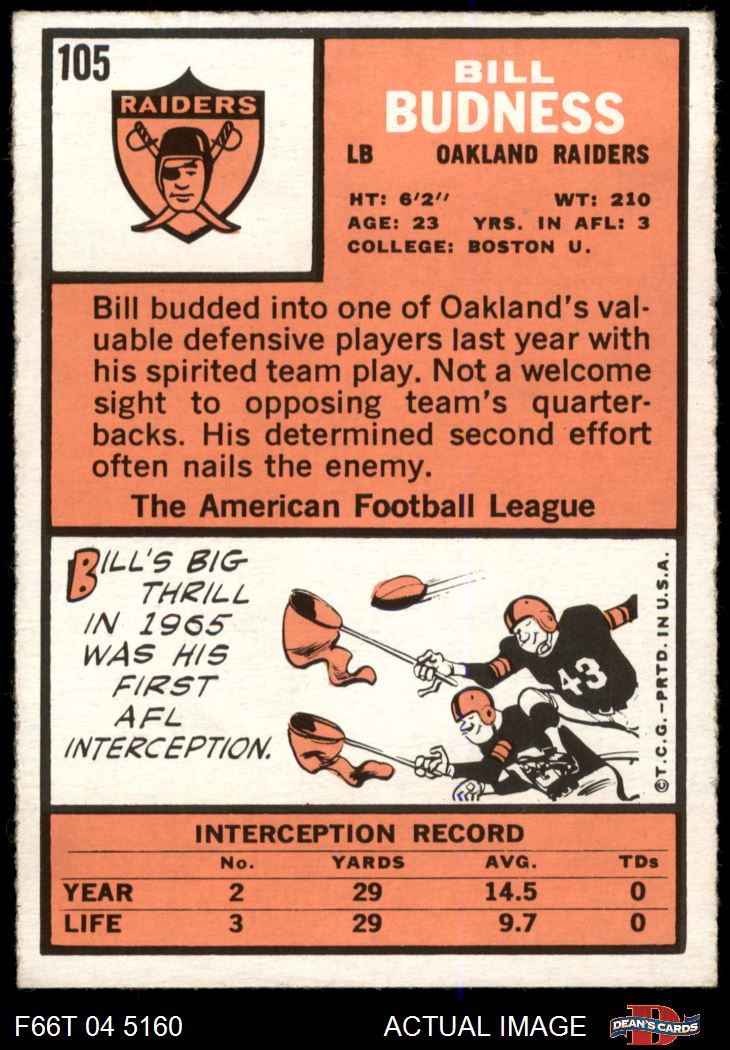 105
RAIDERS
BILL
BUDNESS
LB OAKLAND RAIDERS
HT: 6'2'' WT: 210
AGE: 23 YRS. IN AFL: 3
COLLEGE: BOSTON U.
Bill budded into one of Oakland's val-
uable defensive players last year with
his spirited team play. Not a welcome
sight to opposing team's quarter-
backs. His determined second effort
often nails the enemy.
The American Football League
BILL'S BIG
THRILL
IN 1965
WAS HIS
FIRST
AFL
INTERCEPTION.
43
©T.C.G.-PRTD. IN U.S.A.
INTERCEPTION RECORD
No. YARDS AVG. TDs
YEAR 2 29 14.5 0
LIFE 3 29 9.7 0
F66T 04 5160 ACTUAL IMAGE
DEAN'S CARDS